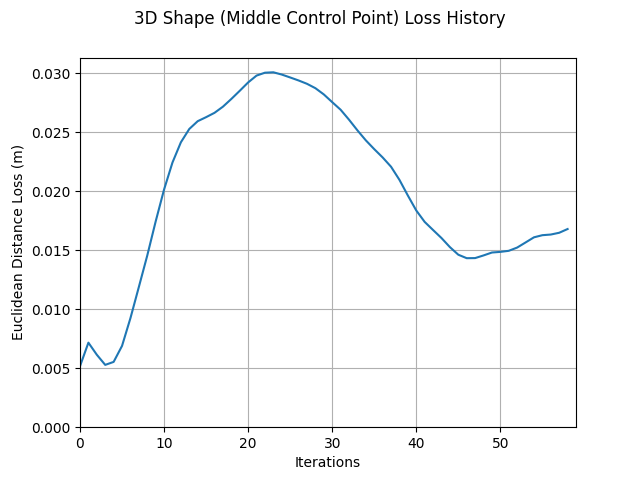 3D Shape (Middle Control Point) Loss History
Euclidean Distance Loss (m)
0.030
0.025
0.020
0.015
0.010
0.005
0.000
0 10 20 30 40 50
Iterations